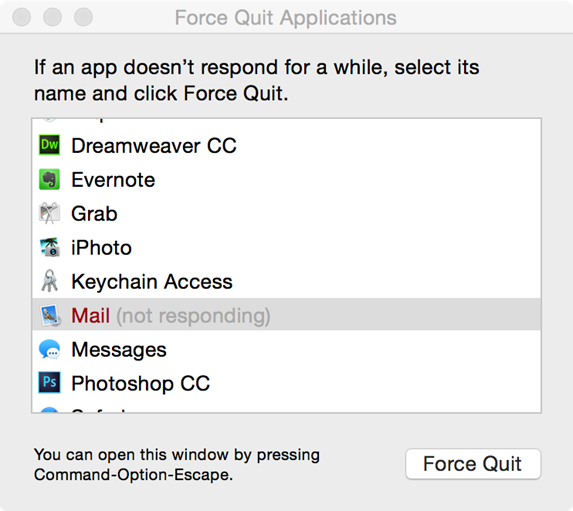 Force Quit Applications
If an app doesn’t respond for a while, select its
name and click Force Quit.
Dw Dreamweaver CC
Evernote
Grab
iPhoto
Keychain Access
Mail (not responding)
Messages
Ps Photoshop CC
You can open this window by pressing
Command-Option-Escape.
Force Quit